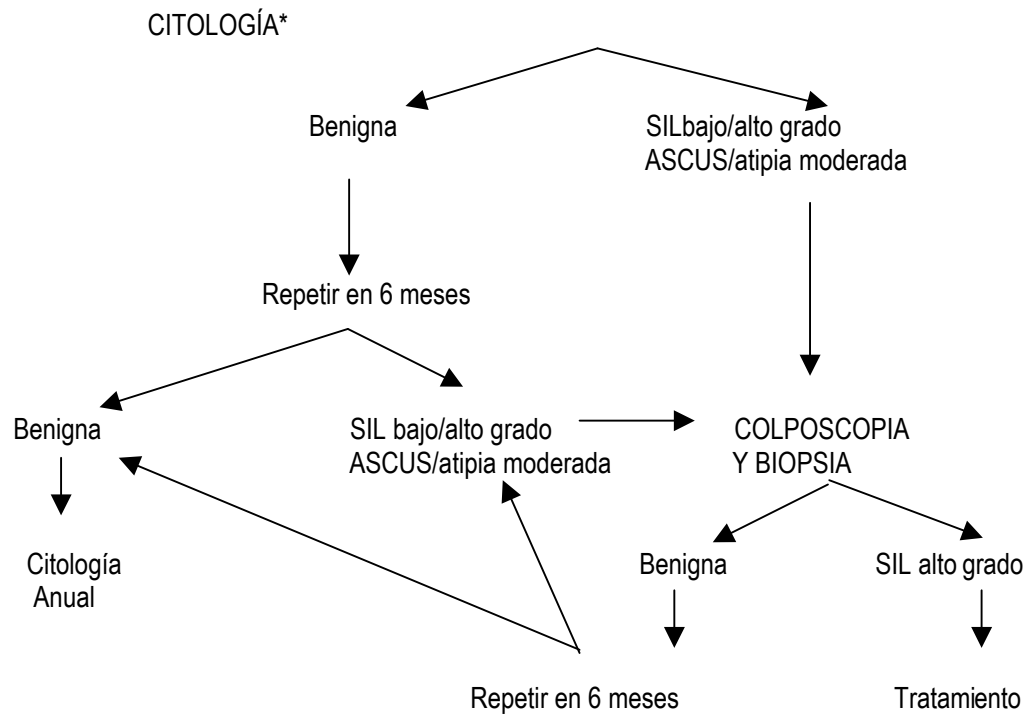 CITOLOGÍA*
Benigna
SILbajo/alto grado
ASCUS/atipia moderada
Repetir en 6 meses
Benigna
SIL bajo/alto grado
ASCUS/atipia moderada
COLPOSCOPIA
Y BIOPSIA
Citología
Anual
Benigna
SIL alto grado
Repetir en 6 meses
Tratamiento